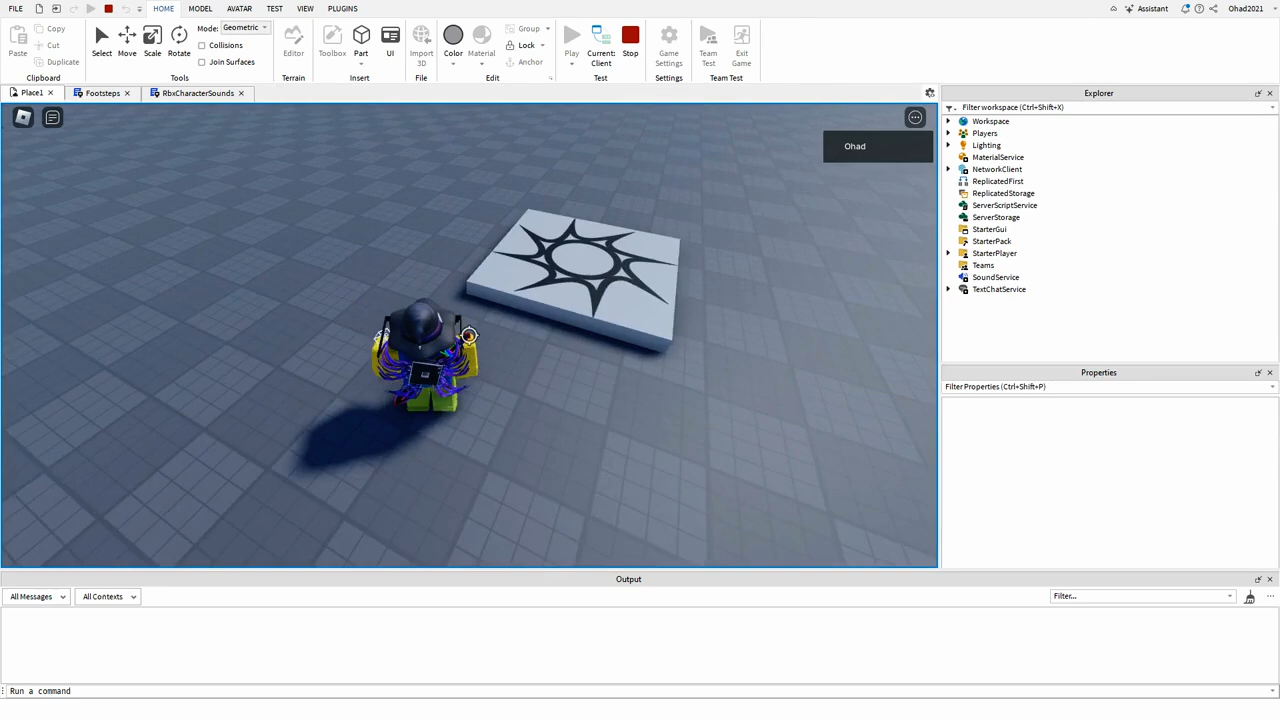 FILE HOME MODEL AVATAR TEST VIEW PLUGINS Assistant Ohad2021
Paste Copy Cut Duplicate Clipboard
Select Move Scale Rotate Mode: Geometric Collisions Join Surfaces Tools
Editor Terrain
Toolbox Part UI Insert
Import 3D File
Color Material Group Lock Anchor Edit
Play Current: Client Stop Test
Game Settings Settings
Team Test Exit Game Team Test
Place1 Footsteps RbxCharacterSounds
Ohad
Explorer
Filter workspace (Ctrl+Shift+X)
Workspace
Players
Lighting
MaterialService
NetworkClient
ReplicatedFirst
ReplicatedStorage
ServerScriptService
ServerStorage
StarterGui
StarterPack
StarterPlayer
Teams
SoundService
TextChatService
Properties
Filter Properties (Ctrl+Shift+P)
Output
All Messages All Contexts Filter...
Run a command